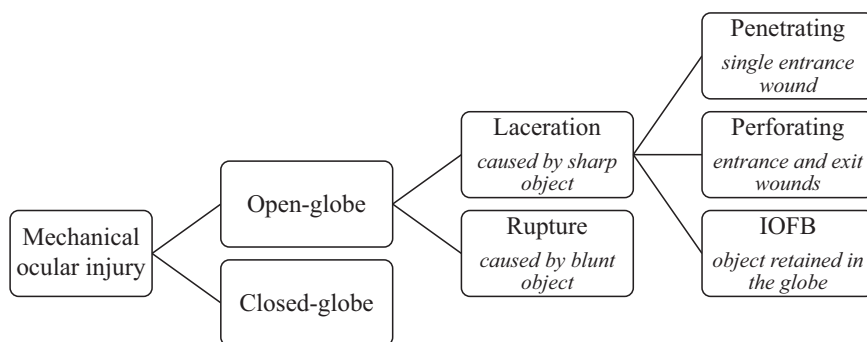 Mechanical
ocular injury
Open-globe
Closed-globe
Laceration
caused by sharp
object
Rupture
caused by blunt
object
Penetrating
single entrance
wound
Perforating
entrance and exit
wounds
IOFB
object retained in
the globe